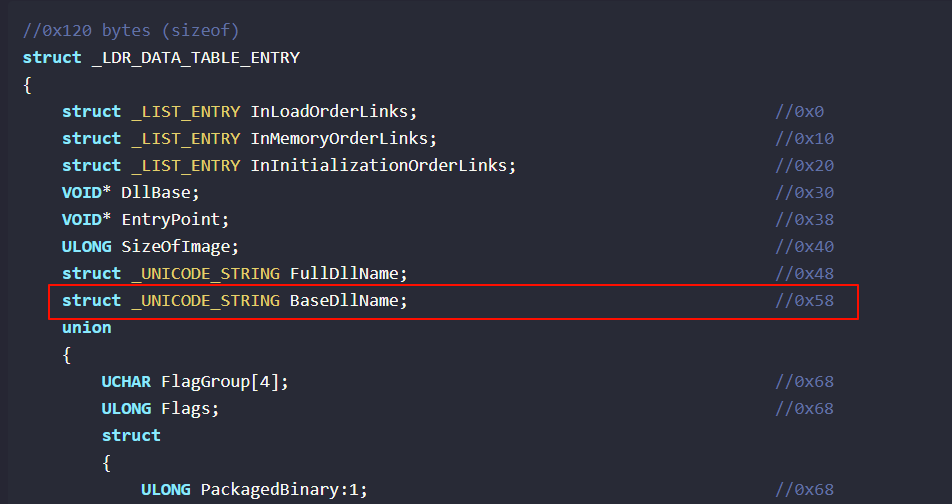 //0x120 bytes (sizeof)
struct _LDR_DATA_TABLE_ENTRY
{
    struct _LIST_ENTRY InLoadOrderLinks; //0x0
    struct _LIST_ENTRY InMemoryOrderLinks; //0x10
    struct _LIST_ENTRY InInitializationOrderLinks; //0x20
    VOID* DllBase; //0x30
    VOID* EntryPoint; //0x38
    ULONG SizeOfImage; //0x40
    struct _UNICODE_STRING FullDllName; //0x48
    struct _UNICODE_STRING BaseDllName; //0x58
    union
    {
        UCHAR FlagGroup[4]; //0x68
        ULONG Flags; //0x68
        struct
        {
            ULONG PackagedBinary:1; //0x68